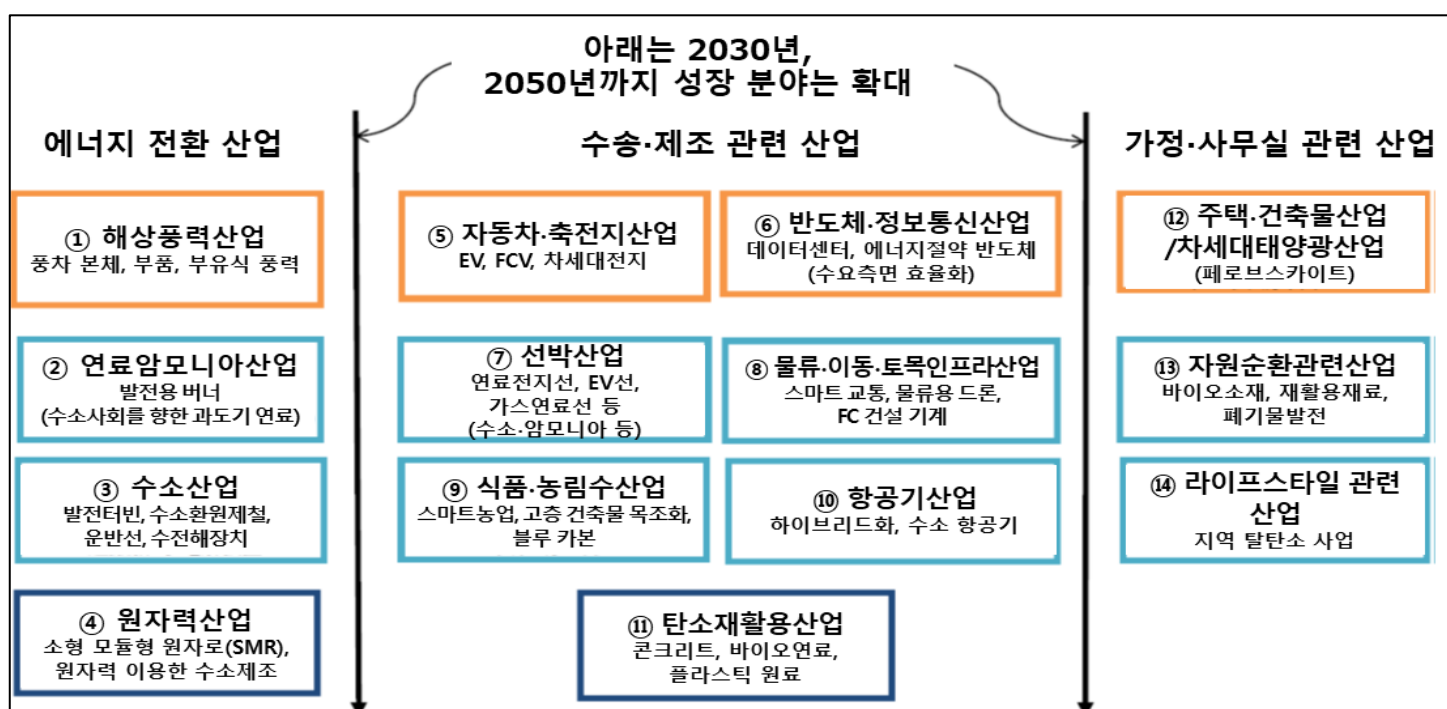 아래는 2030년,
2050년까지 성장 분야는 확대
에너지 전환 산업
수송·제조 관련 산업
가정·사무실 관련 산업
① 해상풍력산업
풍차 본체, 부품, 부유식 풍력
⑤ 자동차·축전지산업
EV, FCV, 차세대전지
⑥ 반도체·정보통신산업
데이터센터, 에너지절약 반도체
(수요측면 효율화)
⑫ 주택·건축물산업
/차세대태양광산업
(페로브스카이트)
② 연료암모니아산업
발전용 버너
(수소사회를 향한 과도기 연료)
⑦ 선박산업
연료전지선, EV선,
가스연료선 등
(수소·암모니아 등)
⑧ 물류·이동·토목인프라산업
스마트 교통, 물류용 드론,
FC 건설 기계
⑬ 자원순환관련산업
바이오소재, 재활용재료,
폐기물발전
③ 수소산업
발전터빈, 수소환원제철,
운반선, 수전해장치
⑨ 식품·농림수산업
스마트농업, 고층 건축물 목조화,
블루 카본
⑩ 항공기산업
하이브리드화, 수소 항공기
⑭ 라이프스타일 관련
산업
지역 탈탄소 사업
④ 원자력산업
소형 모듈형 원자로(SMR),
원자력 이용한 수소제조
⑪ 탄소재활용산업
콘크리트, 바이오연료,
플라스틱 원료